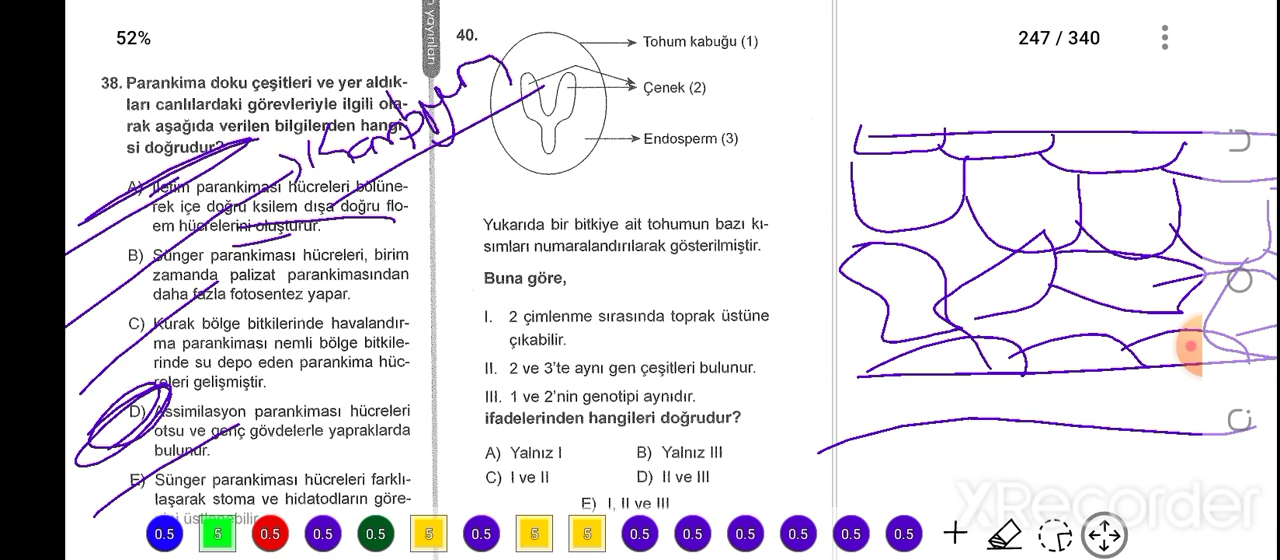 52%
38. Parankima doku çeşitleri ve yer aldık-
ları canlılardaki görevleriyle ilgili ola-
rak aşağıda verilen bilgilerden hangi-
si doğrudur?
A) İletim parankiması hücreleri bölüne-
rek içe doğru ksilem dışa doğru flo-
em hücrelerini oluşturur.
B) Sünger parankiması hücreleri, birim
zamanda palizat parankimasından
daha fazla fotosentez yapar.
C) Kurak bölge bitkilerinde havalandır-
ma parankiması nemli bölge bitkile-
rinde su depo eden parankima hüc-
releri gelişmiştir.
D) Assimilasyon parankiması hücreleri
otsu ve genç gövdelerle yapraklarda
bulunur.
E) Sünger parankiması hücreleri farklı-
laşarak stoma ve hidatodların göre-
vini üstlenebilir.
Kambiyum
yayınları
40.
Tohum kabuğu (1)
Çenek (2)
Endosperm (3)
Yukarıda bir bitkiye ait tohumun bazı kı-
sımları numaralandırılarak gösterilmiştir.
Buna göre,
I. 2 çimlenme sırasında toprak üstüne
çıkabilir.
II. 2 ve 3'te aynı gen çeşitleri bulunur.
III. 1 ve 2'nin genotipi aynıdır.
ifadelerinden hangileri doğrudur?
A) Yalnız I B) Yalnız III
C) I ve II D) II ve III
E) I, II ve III
247 / 340
0.5 5 0.5 0.5 0.5 5 0.5 5 5 0.5 0.5 0.5 0.5 0.5 0.5
XRecorder